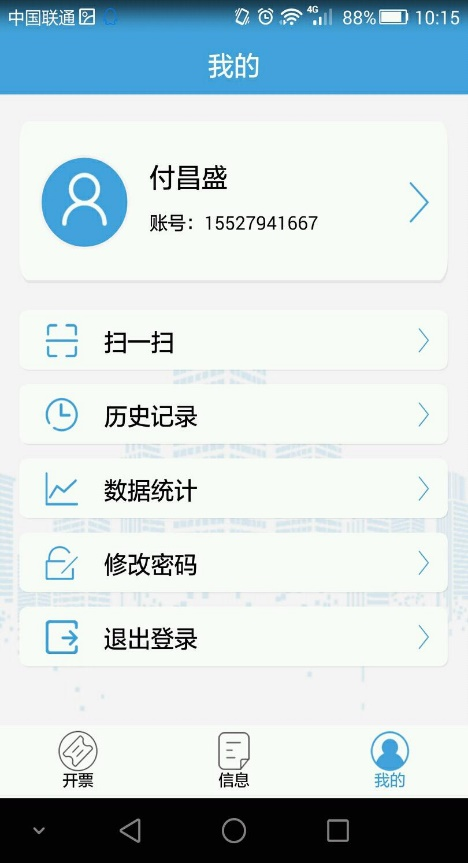 中国联通 4G 88% 10:15
我的
付昌盛
账号：15527941667
扫一扫
历史记录
数据统计
修改密码
退出登录
开票 信息 我的